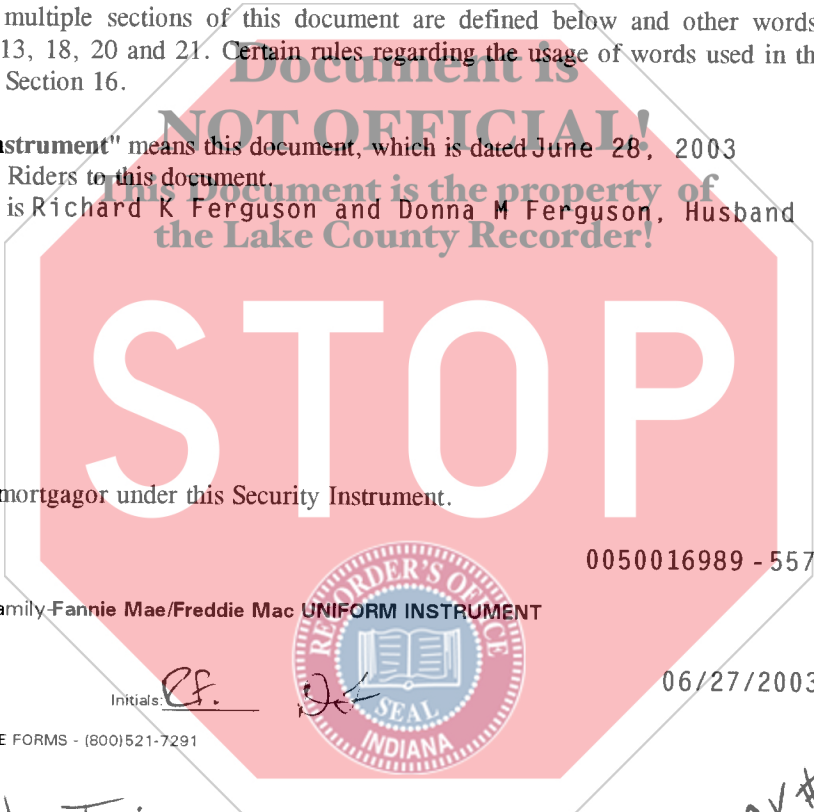 multiple sections of this document are defined below and other words
13, 18, 20 and 21. Certain rules regarding the usage of words used in th
Section 16.
Document is
NOT OFFICIAL!
This Document is the property of
the Lake County Recorder!
nstrument" means this document, which is dated June 28, 2003
Riders to this document.
is Richard K Ferguson and Donna M Ferguson, Husband
STOP
mortgagor under this Security Instrument.
0050016989 - 557
amily-Fannie Mae/Freddie Mac UNIFORM INSTRUMENT
RECORDER'S OFFICE
SEAL
INDIANA
Initials: R.F.
06/27/2003
E FORMS - (800)521-7291